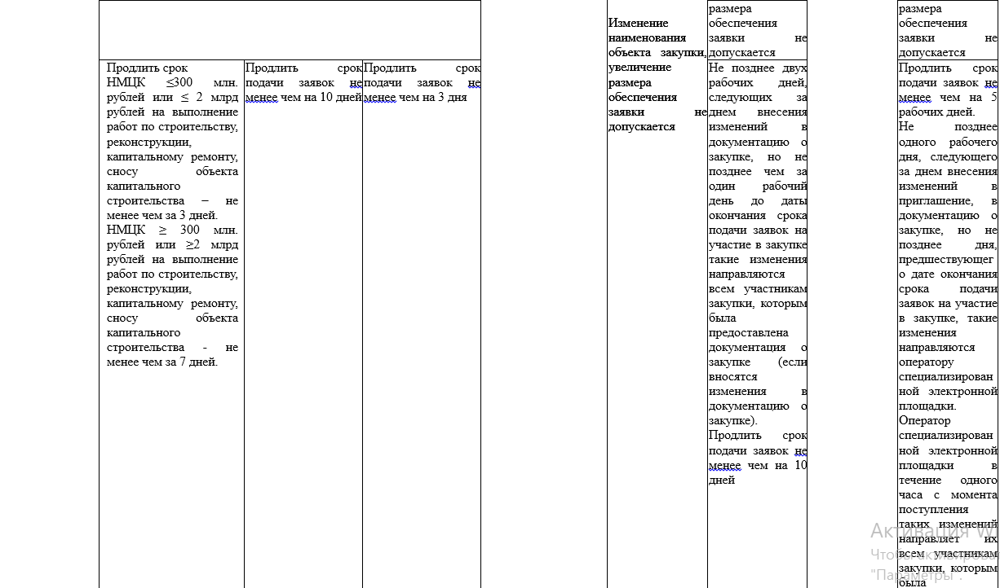 Продлить срок
НМЦК ≤300 млн.
рублей или ≤ 2 млрд
рублей на выполнение
работ по строительству,
реконструкции,
капитальному ремонту,
сносу объекта
капитального
строительства – не
менее чем за 3 дней.
НМЦК ≥ 300 млн.
рублей или ≥2 млрд
рублей на выполнение
работ по строительству,
реконструкции,
капитальному ремонту,
сносу объекта
капитального
строительства - не
менее чем за 7 дней.
Продлить срок
подачи заявок не
менее чем на 10 дней
Продлить срок
подачи заявок не
менее чем на 3 дня
Изменение
наименования
объекта закупки,
увеличение
размера
обеспечения
заявки не
допускается
размера
обеспечения
заявки не
допускается
Не позднее двух
рабочих дней,
следующих за
днем внесения
изменений в
документацию о
закупке, но не
позднее чем за
один рабочий
день до даты
окончания срока
подачи заявок на
участие в закупке
такие изменения
направляются
всем участникам
закупки, которым
была
предоставлена
документация о
закупке (если
вносятся
изменения в
документацию о
закупке).
Продлить срок
подачи заявок не
менее чем на 10
дней
размера
обеспечения
заявки не
допускается
Продлить срок
подачи заявок не
менее чем на 5
рабочих дней.
Не позднее
одного рабочего
дня, следующего
за днем внесения
изменений в
приглашение, в
документацию о
закупке, но не
позднее дня,
предшествующег
о дате окончания
срока подачи
заявок на участие
в закупке, такие
изменения
направляются
оператору
специализирован
ной электронной
площадки.
Оператор
специализирован
ной электронной
площадки в
течение одного
часа с момента
поступления
таких изменений
направляет их
всем участникам
закупки, которым
была
Активация Wi
Чтобы активирова
"Параметры".